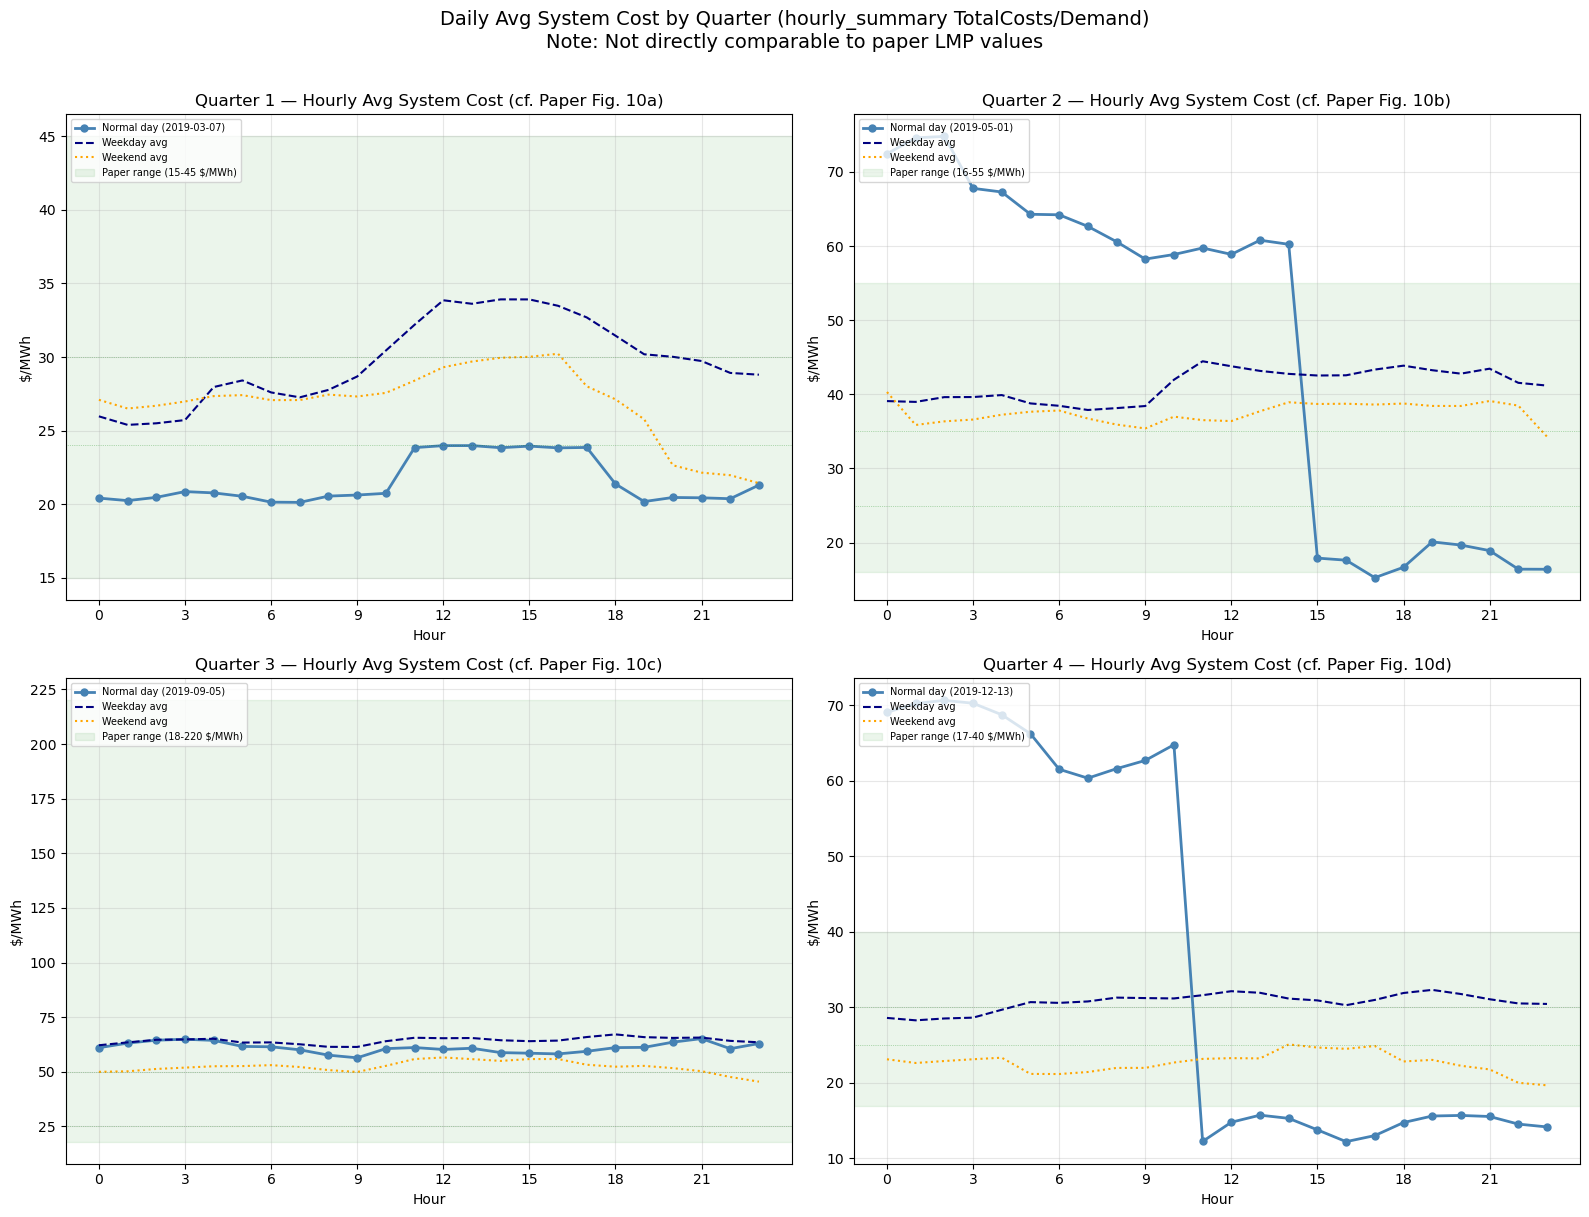 Daily Avg System Cost by Quarter (hourly_summary TotalCosts/Demand)
Note: Not directly comparable to paper LMP values
Quarter 1 — Hourly Avg System Cost (cf. Paper Fig. 10a)
Normal day (2019-03-07)
Weekday avg
Weekend avg
Paper range (15-45 $/MWh)
45
40
35
30
25
20
15
$/MWh
0 3 6 9 12 15 18 21
Hour
Quarter 2 — Hourly Avg System Cost (cf. Paper Fig. 10b)
Normal day (2019-05-01)
Weekday avg
Weekend avg
Paper range (16-55 $/MWh)
70
60
50
40
30
20
$/MWh
0 3 6 9 12 15 18 21
Hour
Quarter 3 — Hourly Avg System Cost (cf. Paper Fig. 10c)
Normal day (2019-09-05)
Weekday avg
Weekend avg
Paper range (18-220 $/MWh)
225
200
175
150
125
100
75
50
25
$/MWh
0 3 6 9 12 15 18 21
Hour
Quarter 4 — Hourly Avg System Cost (cf. Paper Fig. 10d)
Normal day (2019-12-13)
Weekday avg
Weekend avg
Paper range (17-40 $/MWh)
70
60
50
40
30
20
10
$/MWh
0 3 6 9 12 15 18 21
Hour